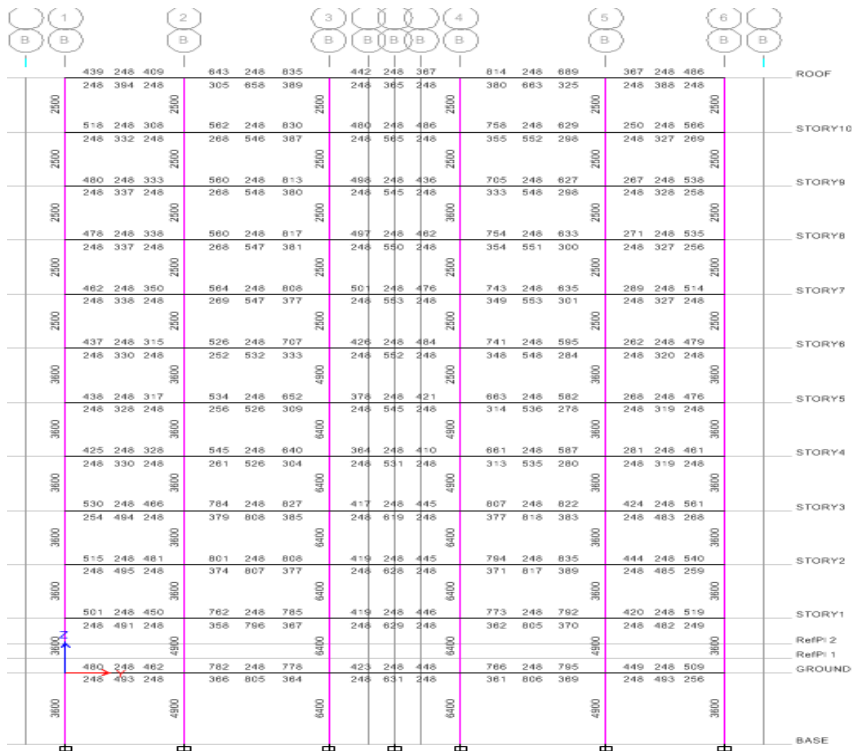 1 2 3 4 5 6
B B B B B B B B B B B
439 248 409 643 248 835 442 248 367 814 248 689 367 248 486 ROOF
248 394 248 305 658 389 248 365 248 380 663 325 248 388 248
2500 2500 2500 2500 2500 2500
518 248 308 562 248 830 480 248 486 758 248 629 250 248 566 STORY10
248 332 248 268 546 387 248 565 248 355 552 298 248 327 269
2500 2500 2500 2500 2500 2500
480 248 333 560 248 813 498 248 436 705 248 627 267 248 538 STORY9
248 337 248 268 548 380 248 545 248 333 548 298 248 328 258
2500 2500 2500 3600 2500 2500
478 248 338 560 248 817 497 248 462 754 248 633 271 248 535 STORY8
248 337 248 268 547 381 248 550 248 354 551 300 248 327 256
2500 2500 2500 2500 2500 2500
462 248 350 564 248 808 501 248 476 743 248 635 289 248 514 STORY7
248 338 248 269 547 377 248 553 248 349 553 301 248 327 248
2500 2500 2500 2500 2500 2500
437 248 315 526 248 707 426 248 484 741 248 595 262 248 479 STORY6
248 330 248 252 532 333 248 552 248 348 548 284 248 320 248
3600 3600 4900 2500 3600 3600
438 248 317 534 248 652 378 248 421 663 248 582 268 248 476 STORY5
248 328 248 256 526 309 248 545 248 314 536 278 248 319 248
3600 3600 6400 4900 3600 3600
425 248 328 545 248 640 364 248 410 661 248 587 281 248 461 STORY4
248 330 248 261 526 304 248 531 248 313 535 280 248 319 248
3600 3600 6400 4900 3600 3600
530 248 466 784 248 827 417 248 445 807 248 822 424 248 561 STORY3
254 494 248 379 808 385 248 619 248 377 818 383 248 483 268
3600 3600 6400 6400 3600 3600
515 248 481 801 248 808 419 248 445 794 248 835 444 248 540 STORY2
248 495 248 374 807 377 248 628 248 371 817 389 248 485 259
3600 3600 6400 6400 3600 3600
501 248 450 762 248 785 419 248 446 773 248 792 420 248 519 STORY1
248 491 248 358 796 367 248 629 248 362 805 370 248 482 249
Z
3600 4900 6400 6400 4900 3600 RefPl 2
RefPl 1
480 248 462 782 248 778 423 248 448 766 248 795 449 248 509 GROUND
248 493 248 366 805 364 248 631 248 361 806 369 248 493 256
3600 4900 6400 6400 4900 3600
BASE